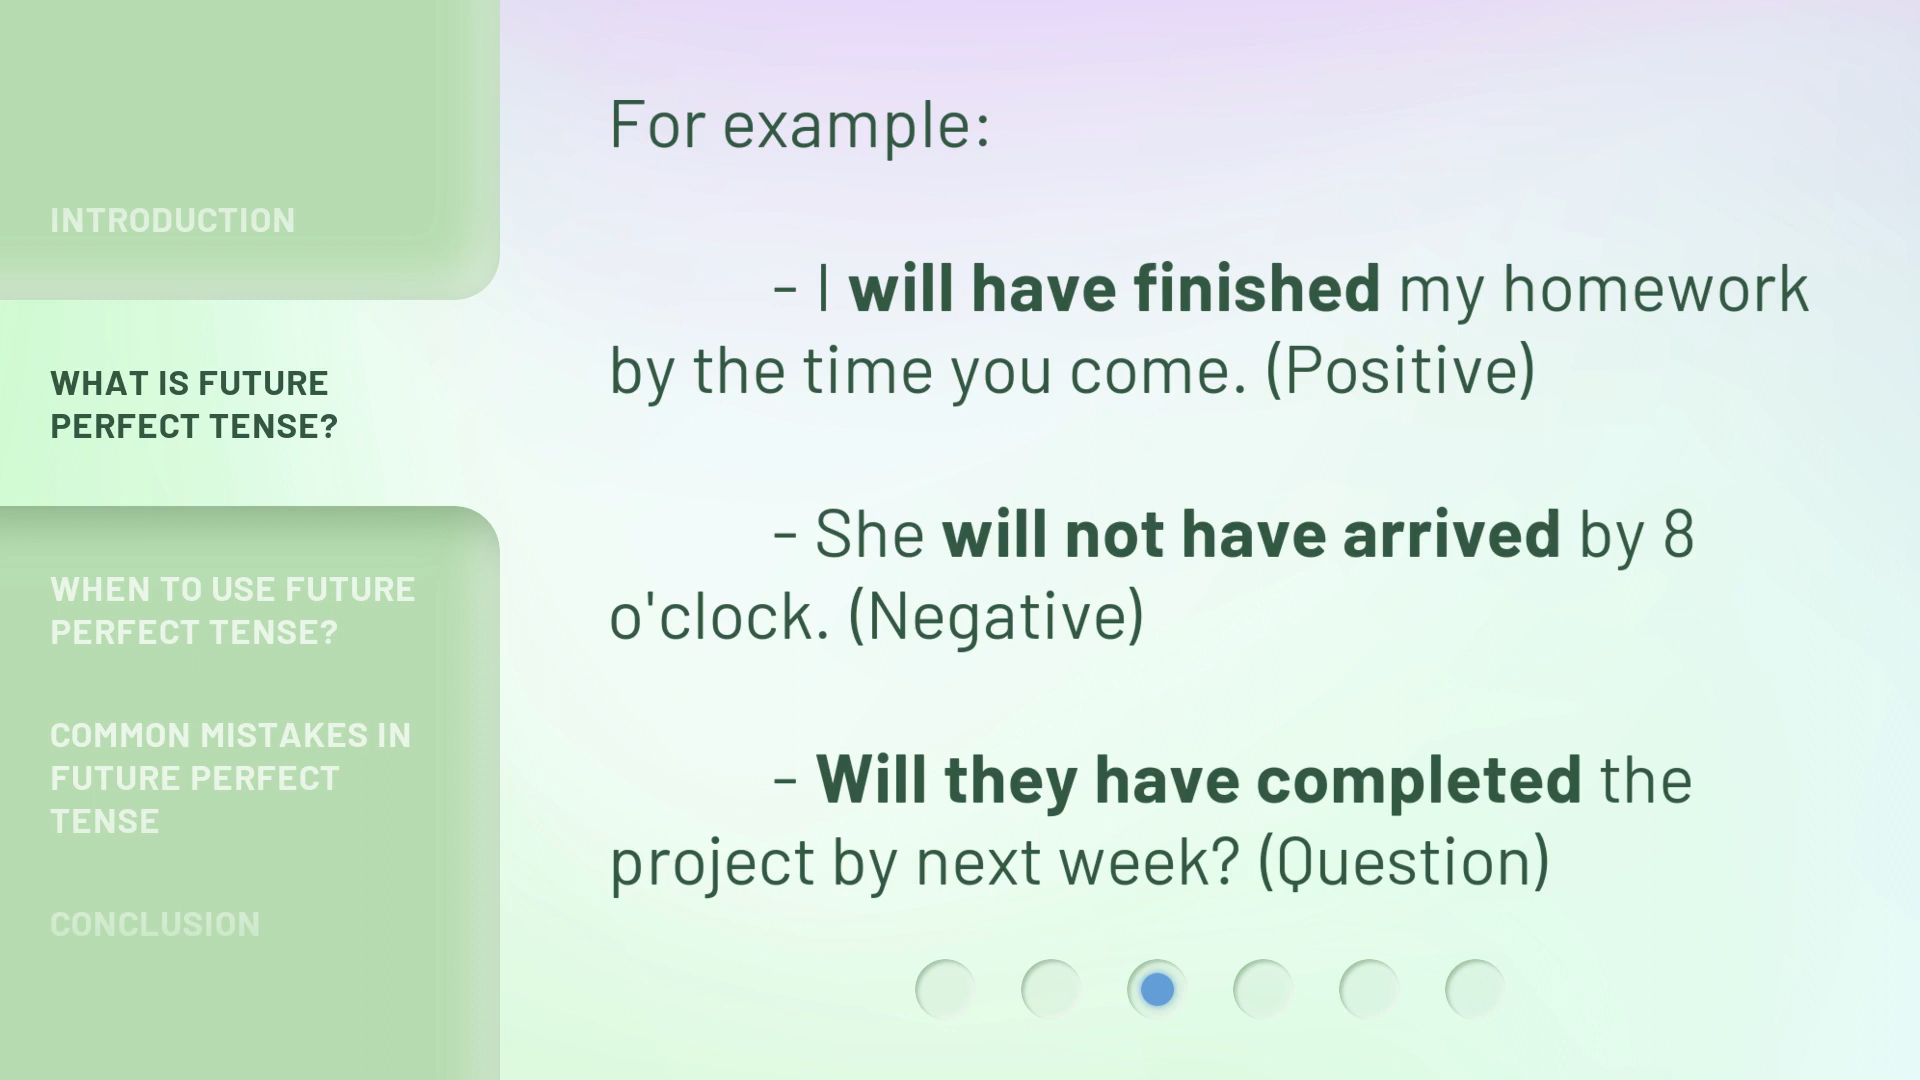 INTRODUCTION
WHAT IS FUTURE
PERFECT TENSE?
WHEN TO USE FUTURE
PERFECT TENSE?
COMMON MISTAKES IN
FUTURE PERFECT
TENSE
CONCLUSION
For example:
- I will have finished my homework
by the time you come. (Positive)
- She will not have arrived by 8
o'clock. (Negative)
- Will they have completed the
project by next week? (Question)